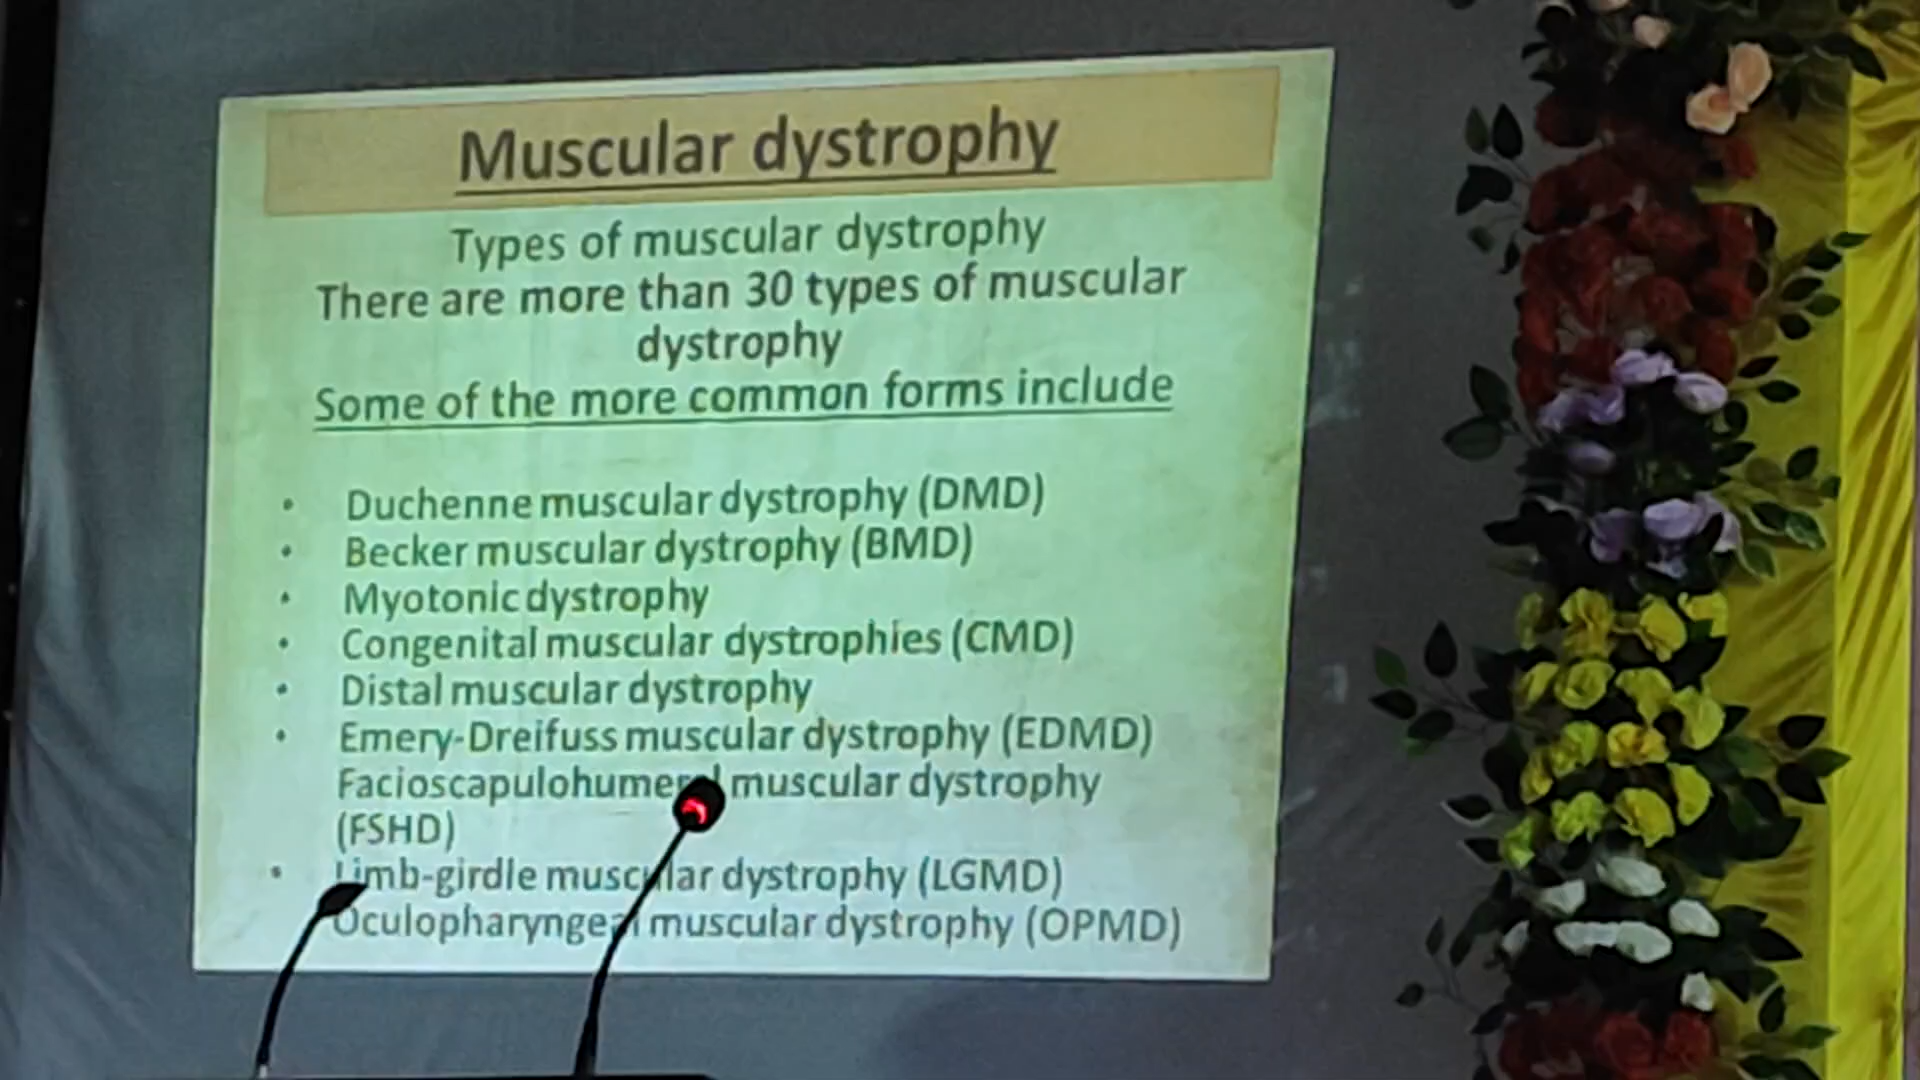 Muscular dystrophy
Types of muscular dystrophy
There are more than 30 types of muscular
dystrophy
Some of the more common forms include
• Duchenne muscular dystrophy (DMD)
• Becker muscular dystrophy (BMD)
• Myotonic dystrophy
• Congenital muscular dystrophies (CMD)
• Distal muscular dystrophy
• Emery-Dreifuss muscular dystrophy (EDMD)
Facioscapulohumeral muscular dystrophy
(FSHD)
• Limb-girdle muscular dystrophy (LGMD)
Oculopharyngeal muscular dystrophy (OPMD)